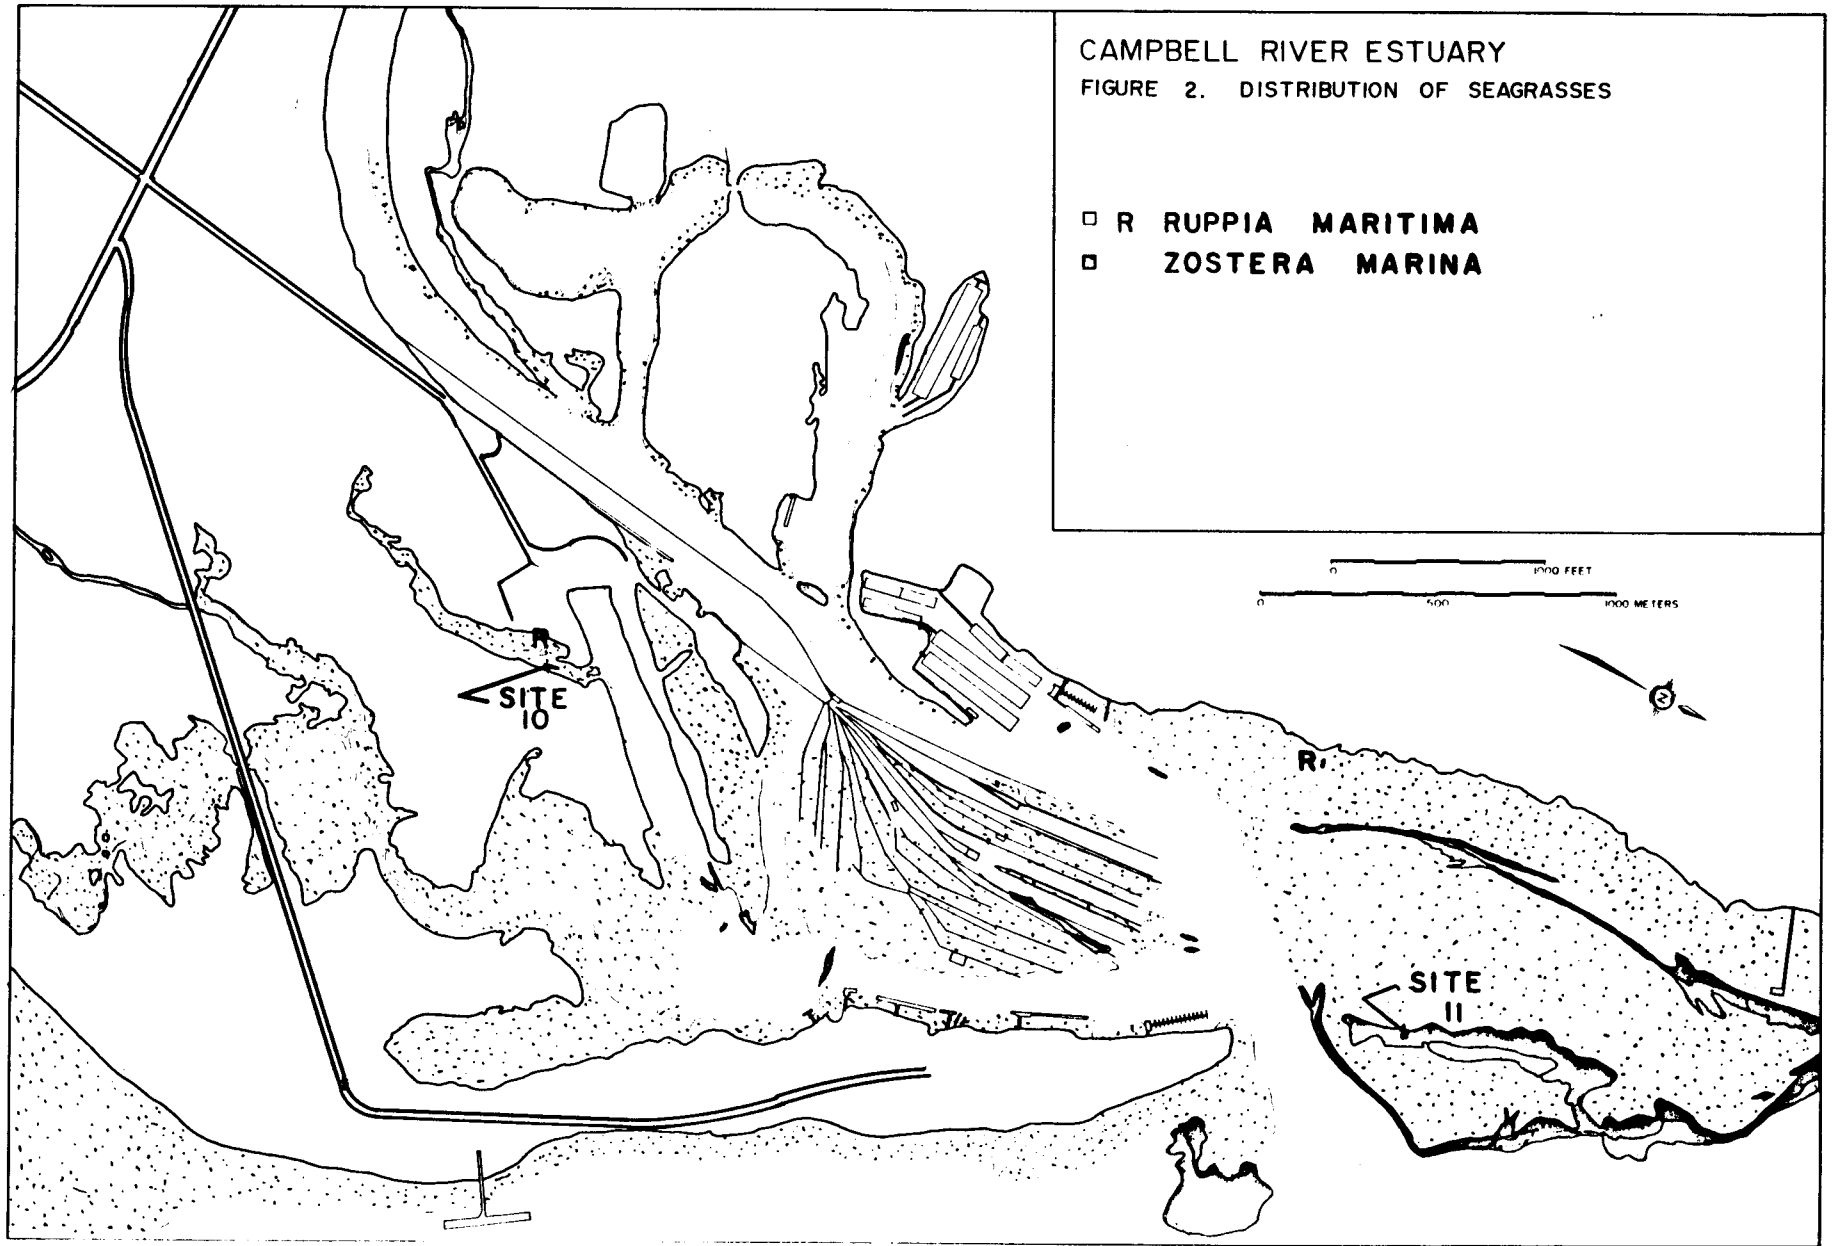 CAMPBELL RIVER ESTUARY
FIGURE 2. DISTRIBUTION OF SEAGRASSES
R RUPPIA MARITIMA
ZOSTERA MARINA
0 1000 FEET
0 500 1000 METERS
N
R
SITE
10
R
SITE
11